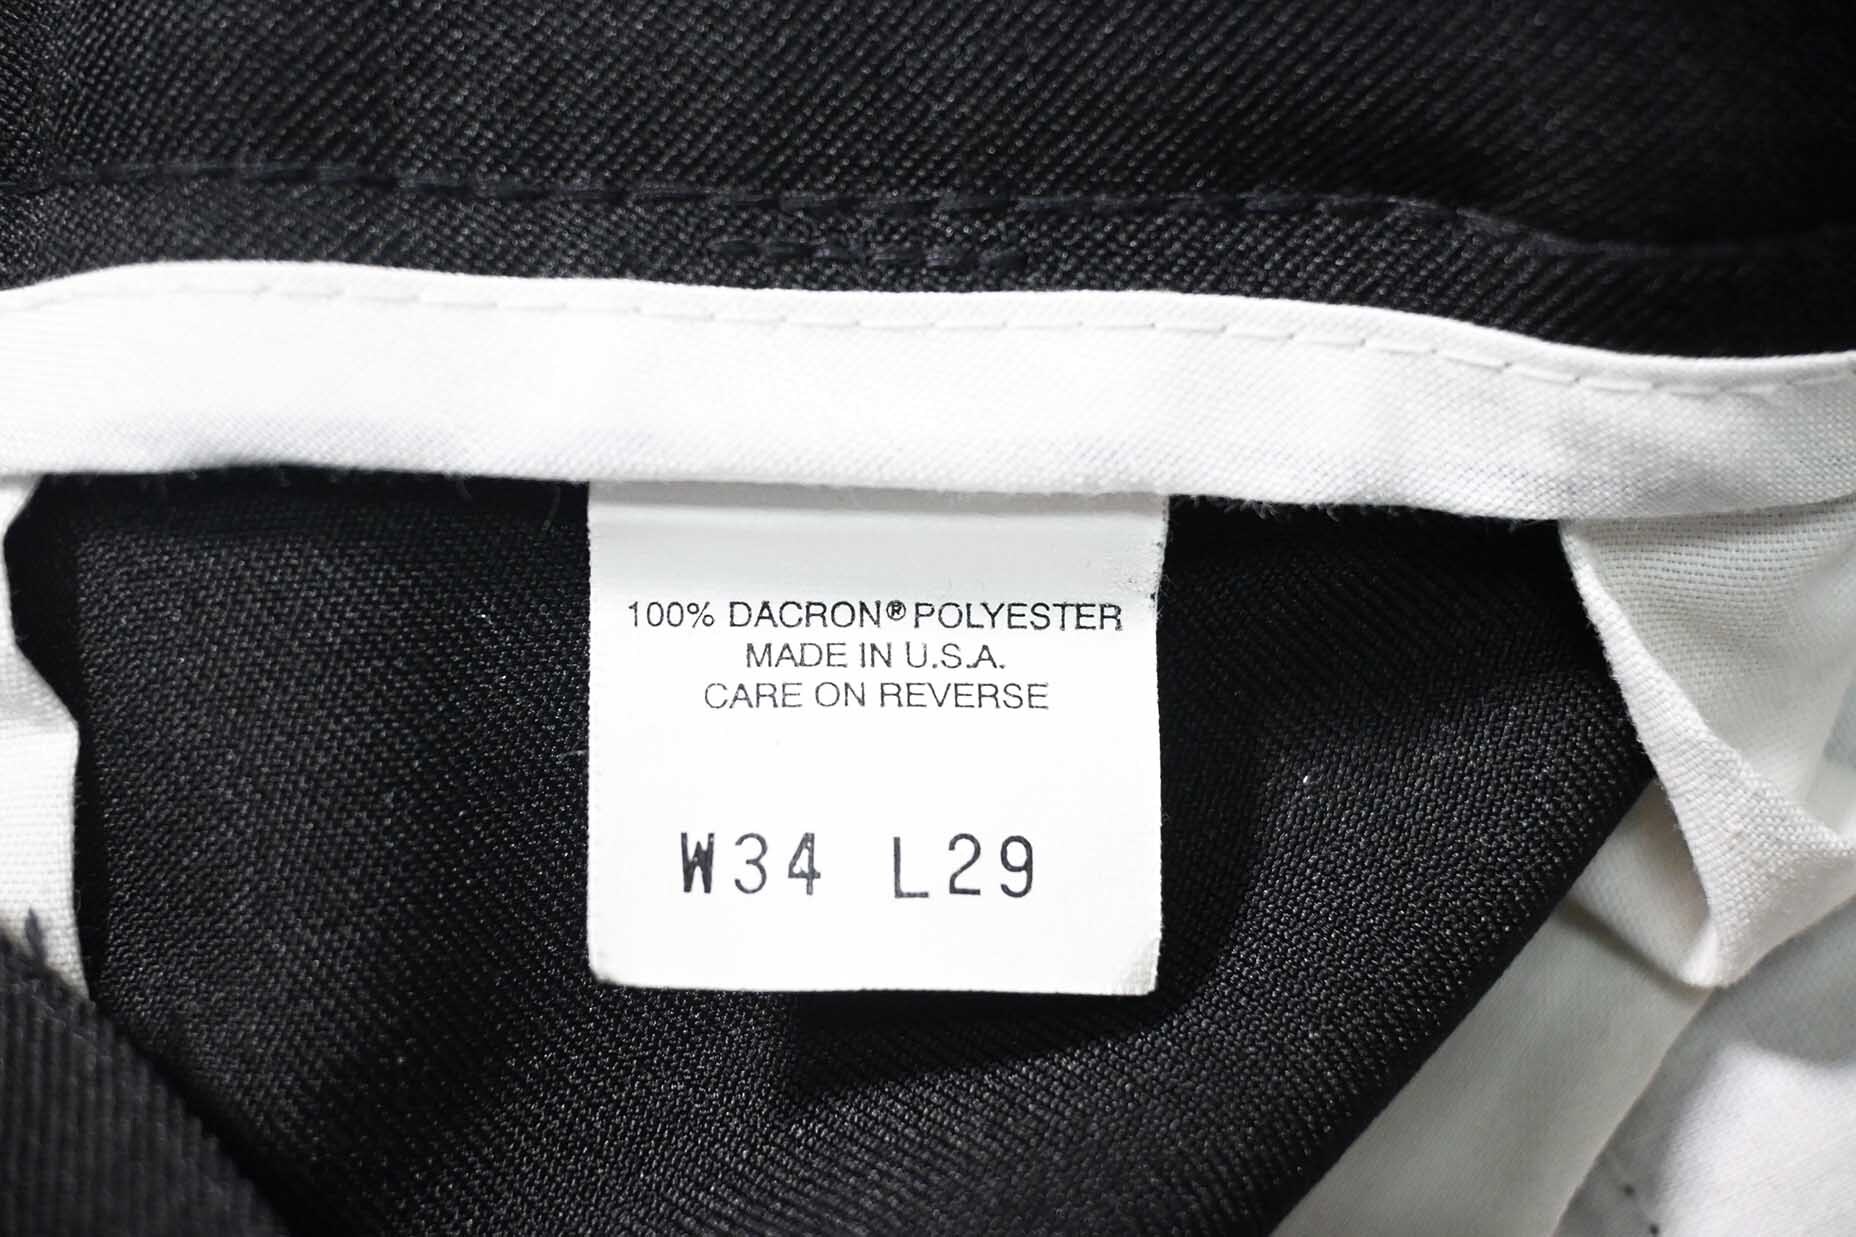 100% DACRON® POLYESTER
MADE IN U.S.A.
CARE ON REVERSE
W34 L29